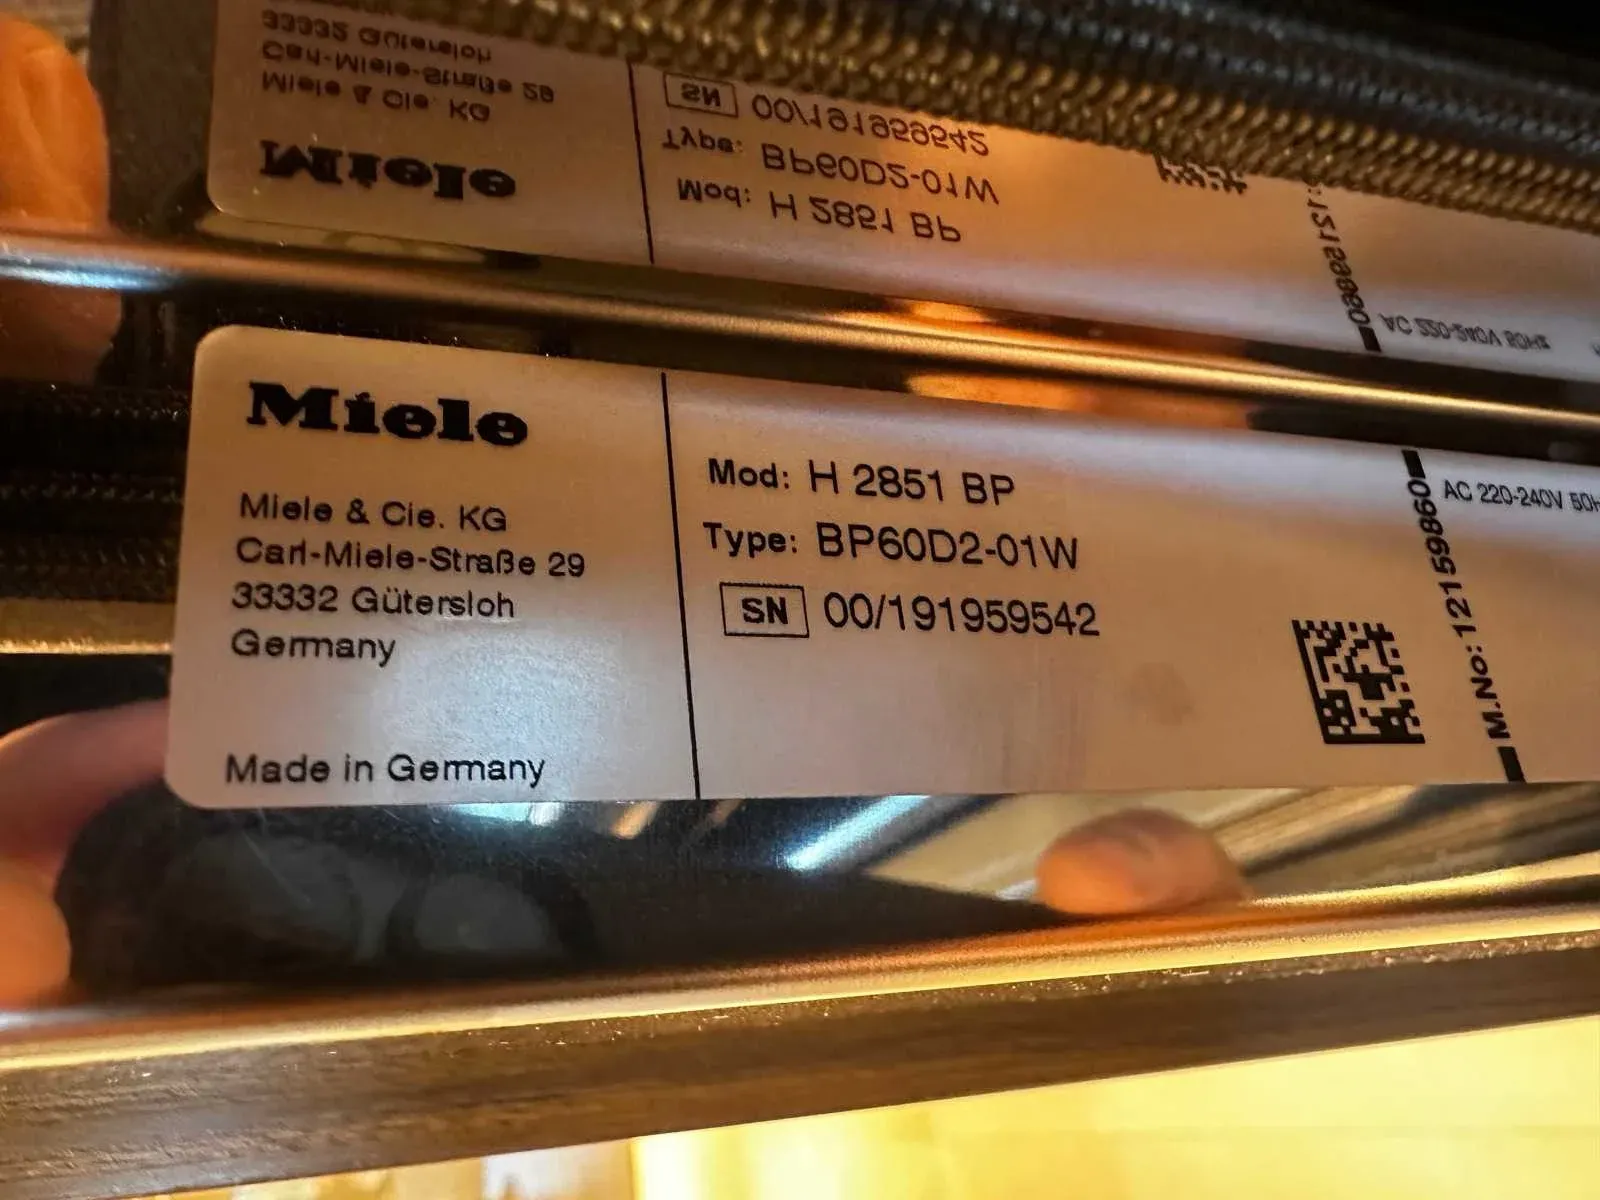 Miele
Miele & Cie. KG
Carl-Miele-Straße 29
33332 Gütersloh
Germany
Made in Germany
Mod: H 2851 BP
Type: BP60D2-01W
SN 00/191959542
M.No: 12159860
AC 220-240V 50H